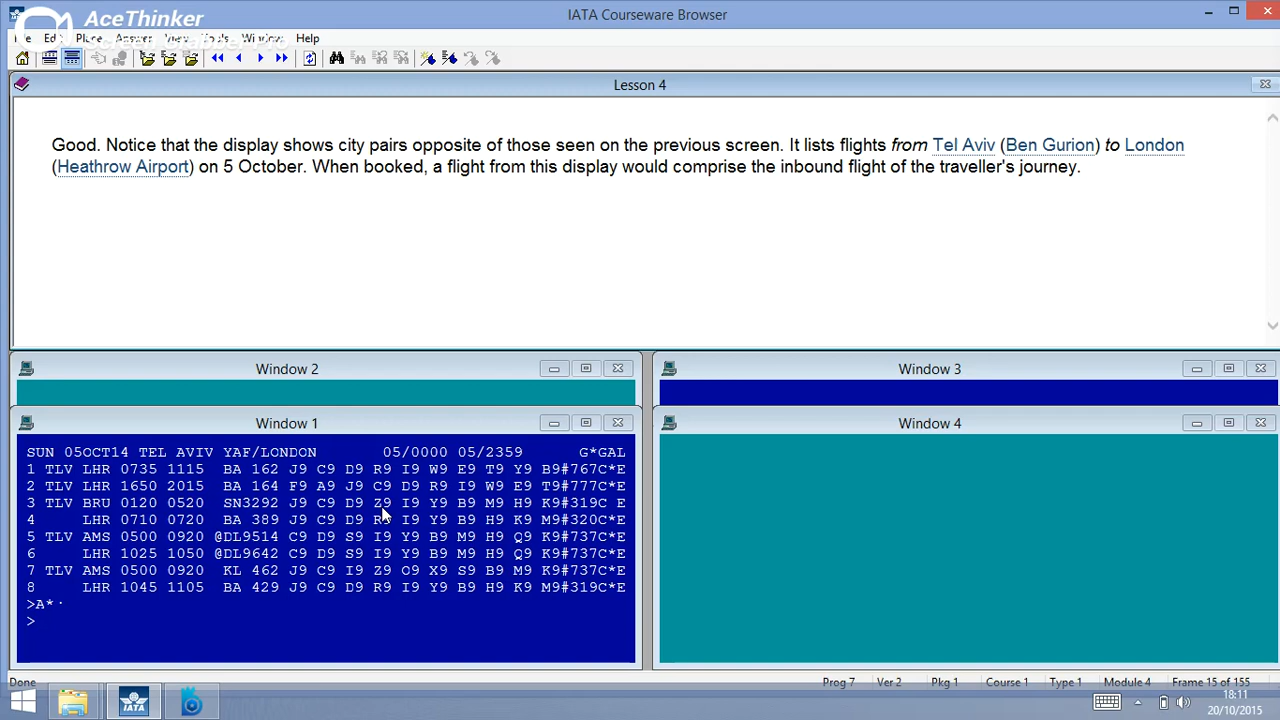 IATA Courseware Browser
AceThinker
Place Answer View Tools Window Help
Lesson 4
Good. Notice that the display shows city pairs opposite of those seen on the previous screen. It lists flights from Tel Aviv (Ben Gurion) to London
(Heathrow Airport) on 5 October. When booked, a flight from this display would comprise the inbound flight of the traveller's journey.
Window 2
Window 3
Window 1
Window 4
SUN 05OCT14 TEL AVIV YAF/LONDON 05/0000 05/2359 G*GAL
1 TLV LHR 0735 1115 BA 162 J9 C9 D9 R9 I9 W9 E9 T9 Y9 B9#767C*E
2 TLV LHR 1650 2015 BA 164 F9 A9 J9 C9 D9 R9 I9 W9 E9 T9#777C*E
3 TLV BRU 0120 0520 SN3292 J9 C9 D9 Z9 I9 Y9 B9 M9 H9 K9#319C E
4 LHR 0710 0720 BA 389 J9 C9 D9 R9 I9 Y9 B9 H9 K9 M9#320C*E
5 TLV AMS 0500 0920 @DL9514 C9 D9 S9 I9 Y9 B9 M9 H9 Q9 K9#737C*E
6 LHR 1025 1050 @DL9642 C9 D9 S9 I9 Y9 B9 M9 H9 Q9 K9#737C*E
7 TLV AMS 0500 0920 KL 462 J9 C9 I9 Z9 O9 X9 S9 B9 M9 K9#737C*E
8 LHR 1045 1105 BA 429 J9 C9 D9 R9 I9 Y9 B9 H9 K9 M9#319C*E
>A*·
>
Done
Prog 7 Ver 2 Pkg 1 Course 1 Type 1 Module 4 Frame 15 of 155
IATA
18:11
20/10/2015